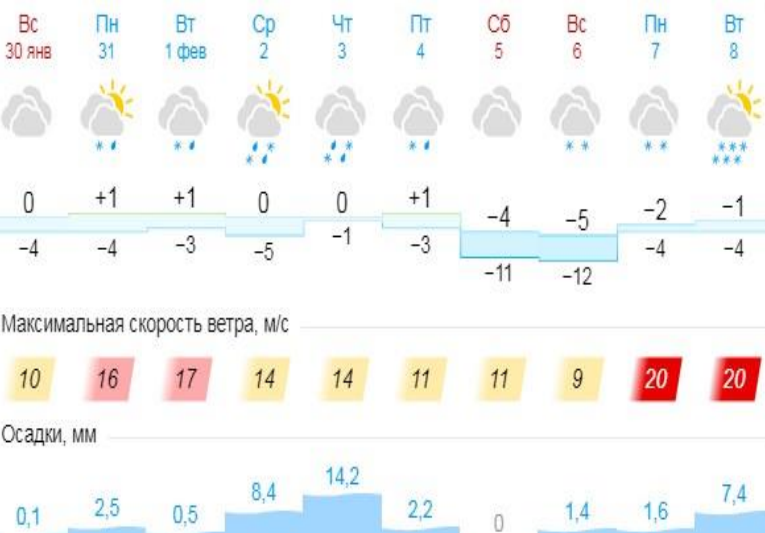 Вс Пн Вт Ср Чт Пт Сб Вс Пн Вт
30 янв 31 1 фев 2 3 4 5 6 7 8
0 +1 +1 0 0 +1 −4 −5 −2 −1
−4 −4 −3 −5 −1 −3 −11 −12 −4 −4
Максимальная скорость ветра, м/с
10 16 17 14 14 11 11 9 20 20
Осадки, мм
0,1 2,5 0,5 8,4 14,2 2,2 0 1,4 1,6 7,4